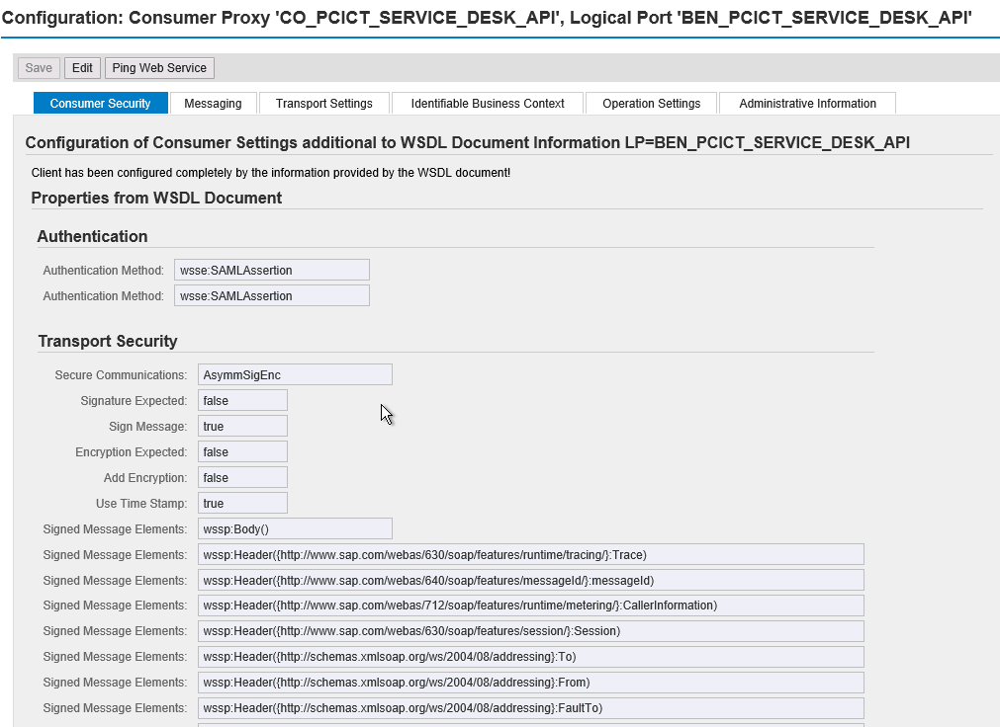 Configuration: Consumer Proxy 'CO_PCICT_SERVICE_DESK_API', Logical Port 'BEN_PCICT_SERVICE_DESK_API'
Save Edit Ping Web Service
Consumer Security Messaging Transport Settings Identifiable Business Context Operation Settings Administrative Information
Configuration of Consumer Settings additional to WSDL Document Information LP=BEN_PCICT_SERVICE_DESK_API
Client has been configured completely by the information provided by the WSDL document!
Properties from WSDL Document
Authentication
Authentication Method: wsse:SAMLAssertion
Authentication Method: wsse:SAMLAssertion
Transport Security
Secure Communications: AsymmSigEnc
Signature Expected: false
Sign Message: true
Encryption Expected: false
Add Encryption: false
Use Time Stamp: true
Signed Message Elements: wssp:Body()
Signed Message Elements: wssp:Header({http://www.sap.com/webas/630/soap/features/runtime/tracing/}:Trace)
Signed Message Elements: wssp:Header({http://www.sap.com/webas/640/soap/features/messageId/}:messageId)
Signed Message Elements: wssp:Header({http://www.sap.com/webas/712/soap/features/runtime/metering/}:CallerInformation)
Signed Message Elements: wssp:Header({http://www.sap.com/webas/630/soap/features/session/}:Session)
Signed Message Elements: wssp:Header({http://schemas.xmlsoap.org/ws/2004/08/addressing}:To)
Signed Message Elements: wssp:Header({http://schemas.xmlsoap.org/ws/2004/08/addressing}:From)
Signed Message Elements: wssp:Header({http://schemas.xmlsoap.org/ws/2004/08/addressing}:FaultTo)